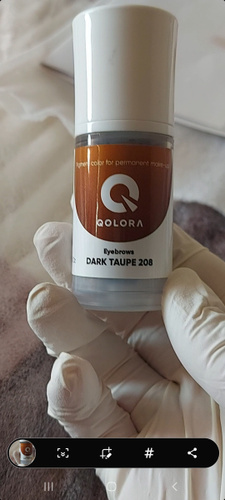 Pigment color for permanent make-up
QOLORA
Eyebrows
DARK TAUPE 208